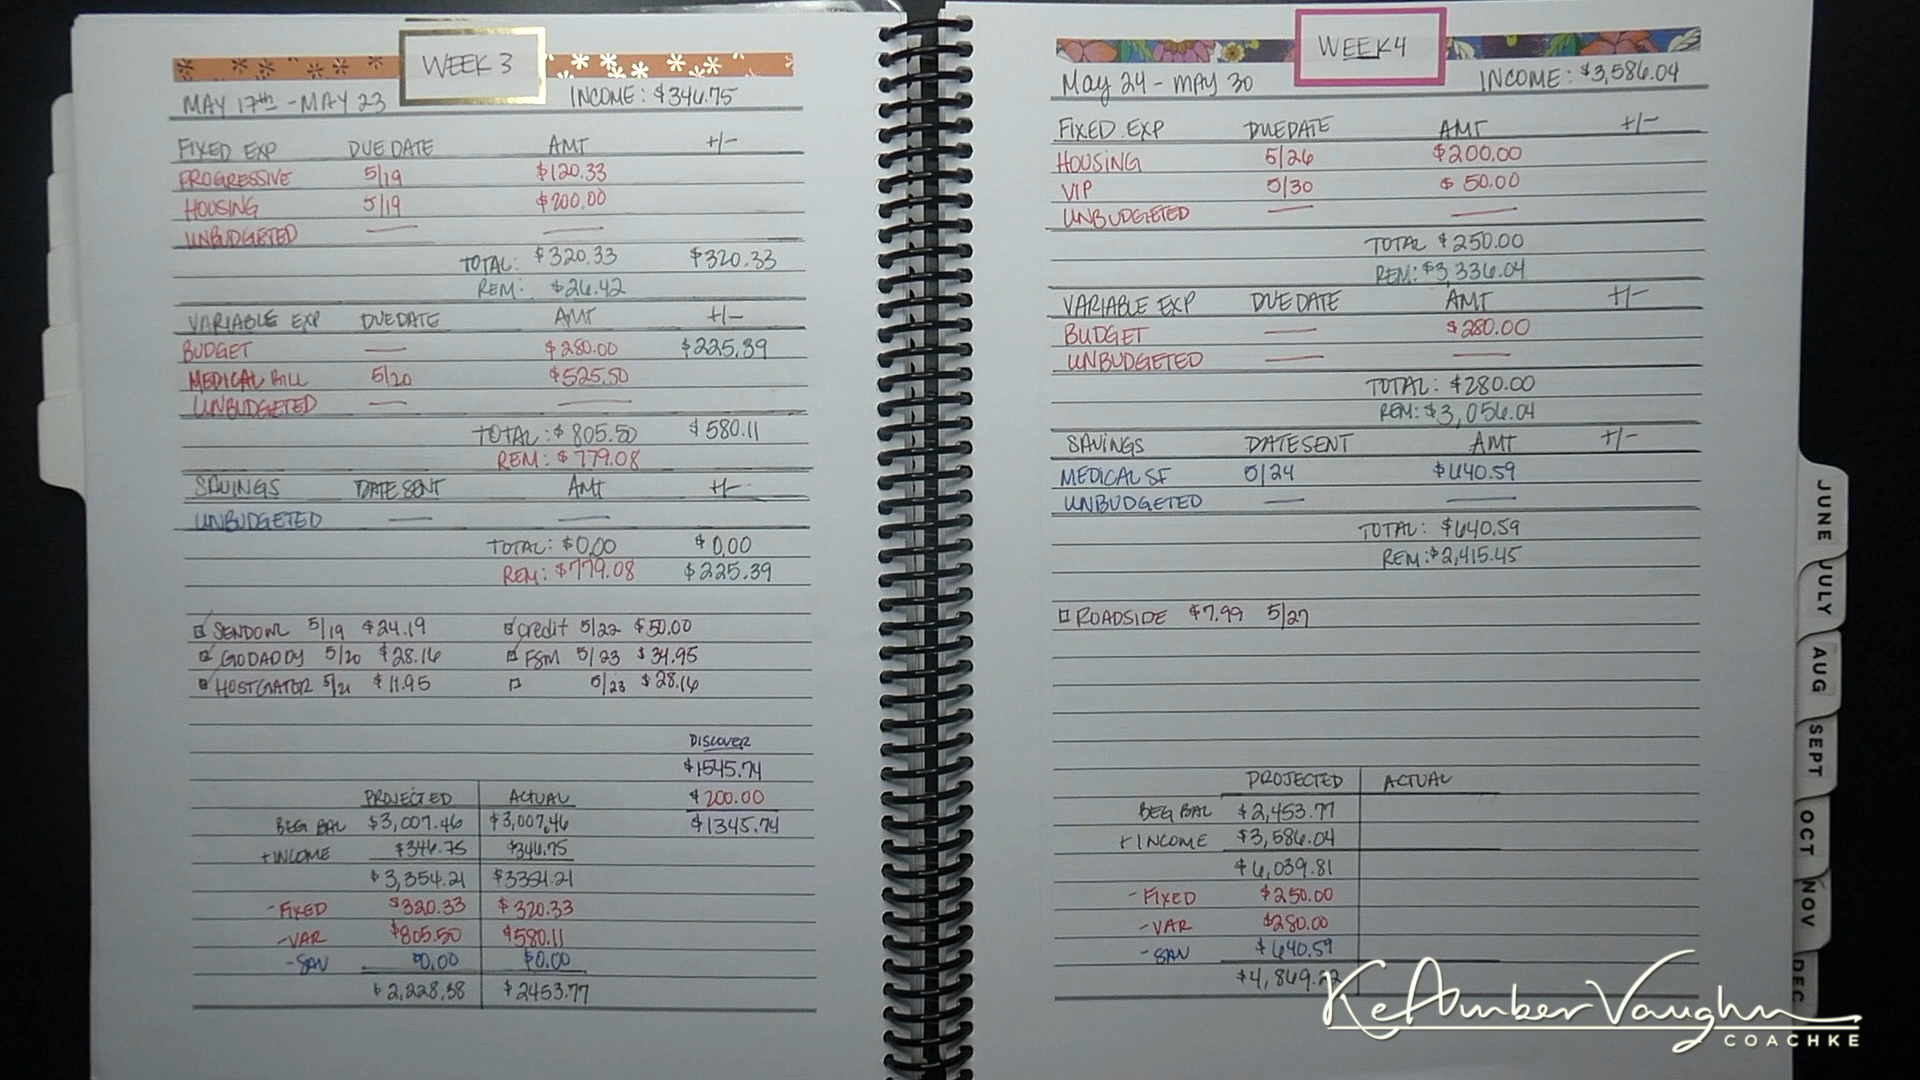 WEEK 3
MAY 17th - MAY 23 INCOME: $346.75
FIXED EXP DUE DATE AMT +/-
PROGRESSIVE 5/19 $120.33
HOUSING 5/19 $200.00
UNBUDGETED — —
TOTAL: $320.33 $320.33
REM: $26.42
VARIABLE EXP DUE DATE AMT +/-
BUDGET — $280.00 $225.39
MEDICAL BILL 5/20 $525.50
UNBUDGETED — —
TOTAL: $805.50 $580.11
REM: $779.08
SAVINGS DATE SENT AMT +/-
UNBUDGETED — —
TOTAL: $0.00 $0.00
REM: $779.08 $225.39
SENDOWL 5/19 $24.19 Credit 5/22 $50.00
GODADDY 5/20 $28.16 FSM 5/23 $34.95
HOSTGATOR 5/21 $11.95 5/23 $28.16
DISCOVER
$1545.74
PROJECTED ACTUAL $200.00
BEG BAL $3,007.46 $3,007.46 $1345.74
+ INCOME $346.75 $346.75
$3,354.21 $3354.21
- FIXED $320.33 $320.33
- VAR $805.50 $580.11
- SAV $0.00 $0.00
$2,228.38 $2453.77
WEEK 4
May 24 - MAY 30 INCOME: $3,586.04
FIXED EXP DUE DATE AMT +/-
HOUSING 5/26 $200.00
VIP 5/30 $50.00
UNBUDGETED — —
TOTAL $250.00
REM: $3,336.04
VARIABLE EXP DUE DATE AMT +/-
BUDGET — $280.00
UNBUDGETED — —
TOTAL: $280.00
REM: $3,056.04
SAVINGS DATE SENT AMT +/-
MEDICAL SF 5/24 $640.59
UNBUDGETED — —
TOTAL: $640.59
REM: $2,415.45
ROADSIDE $7.99 5/27
PROJECTED ACTUAL
BEG BAL $2,453.77
+ INCOME $3,586.04
$6,039.81
- FIXED $250.00
- VAR $280.00
- SAV $640.59
$4,869.22
JUNE
JULY
AUG
SEPT
OCT
NOV
DEC
KeAmber Vaughn
COACHKE